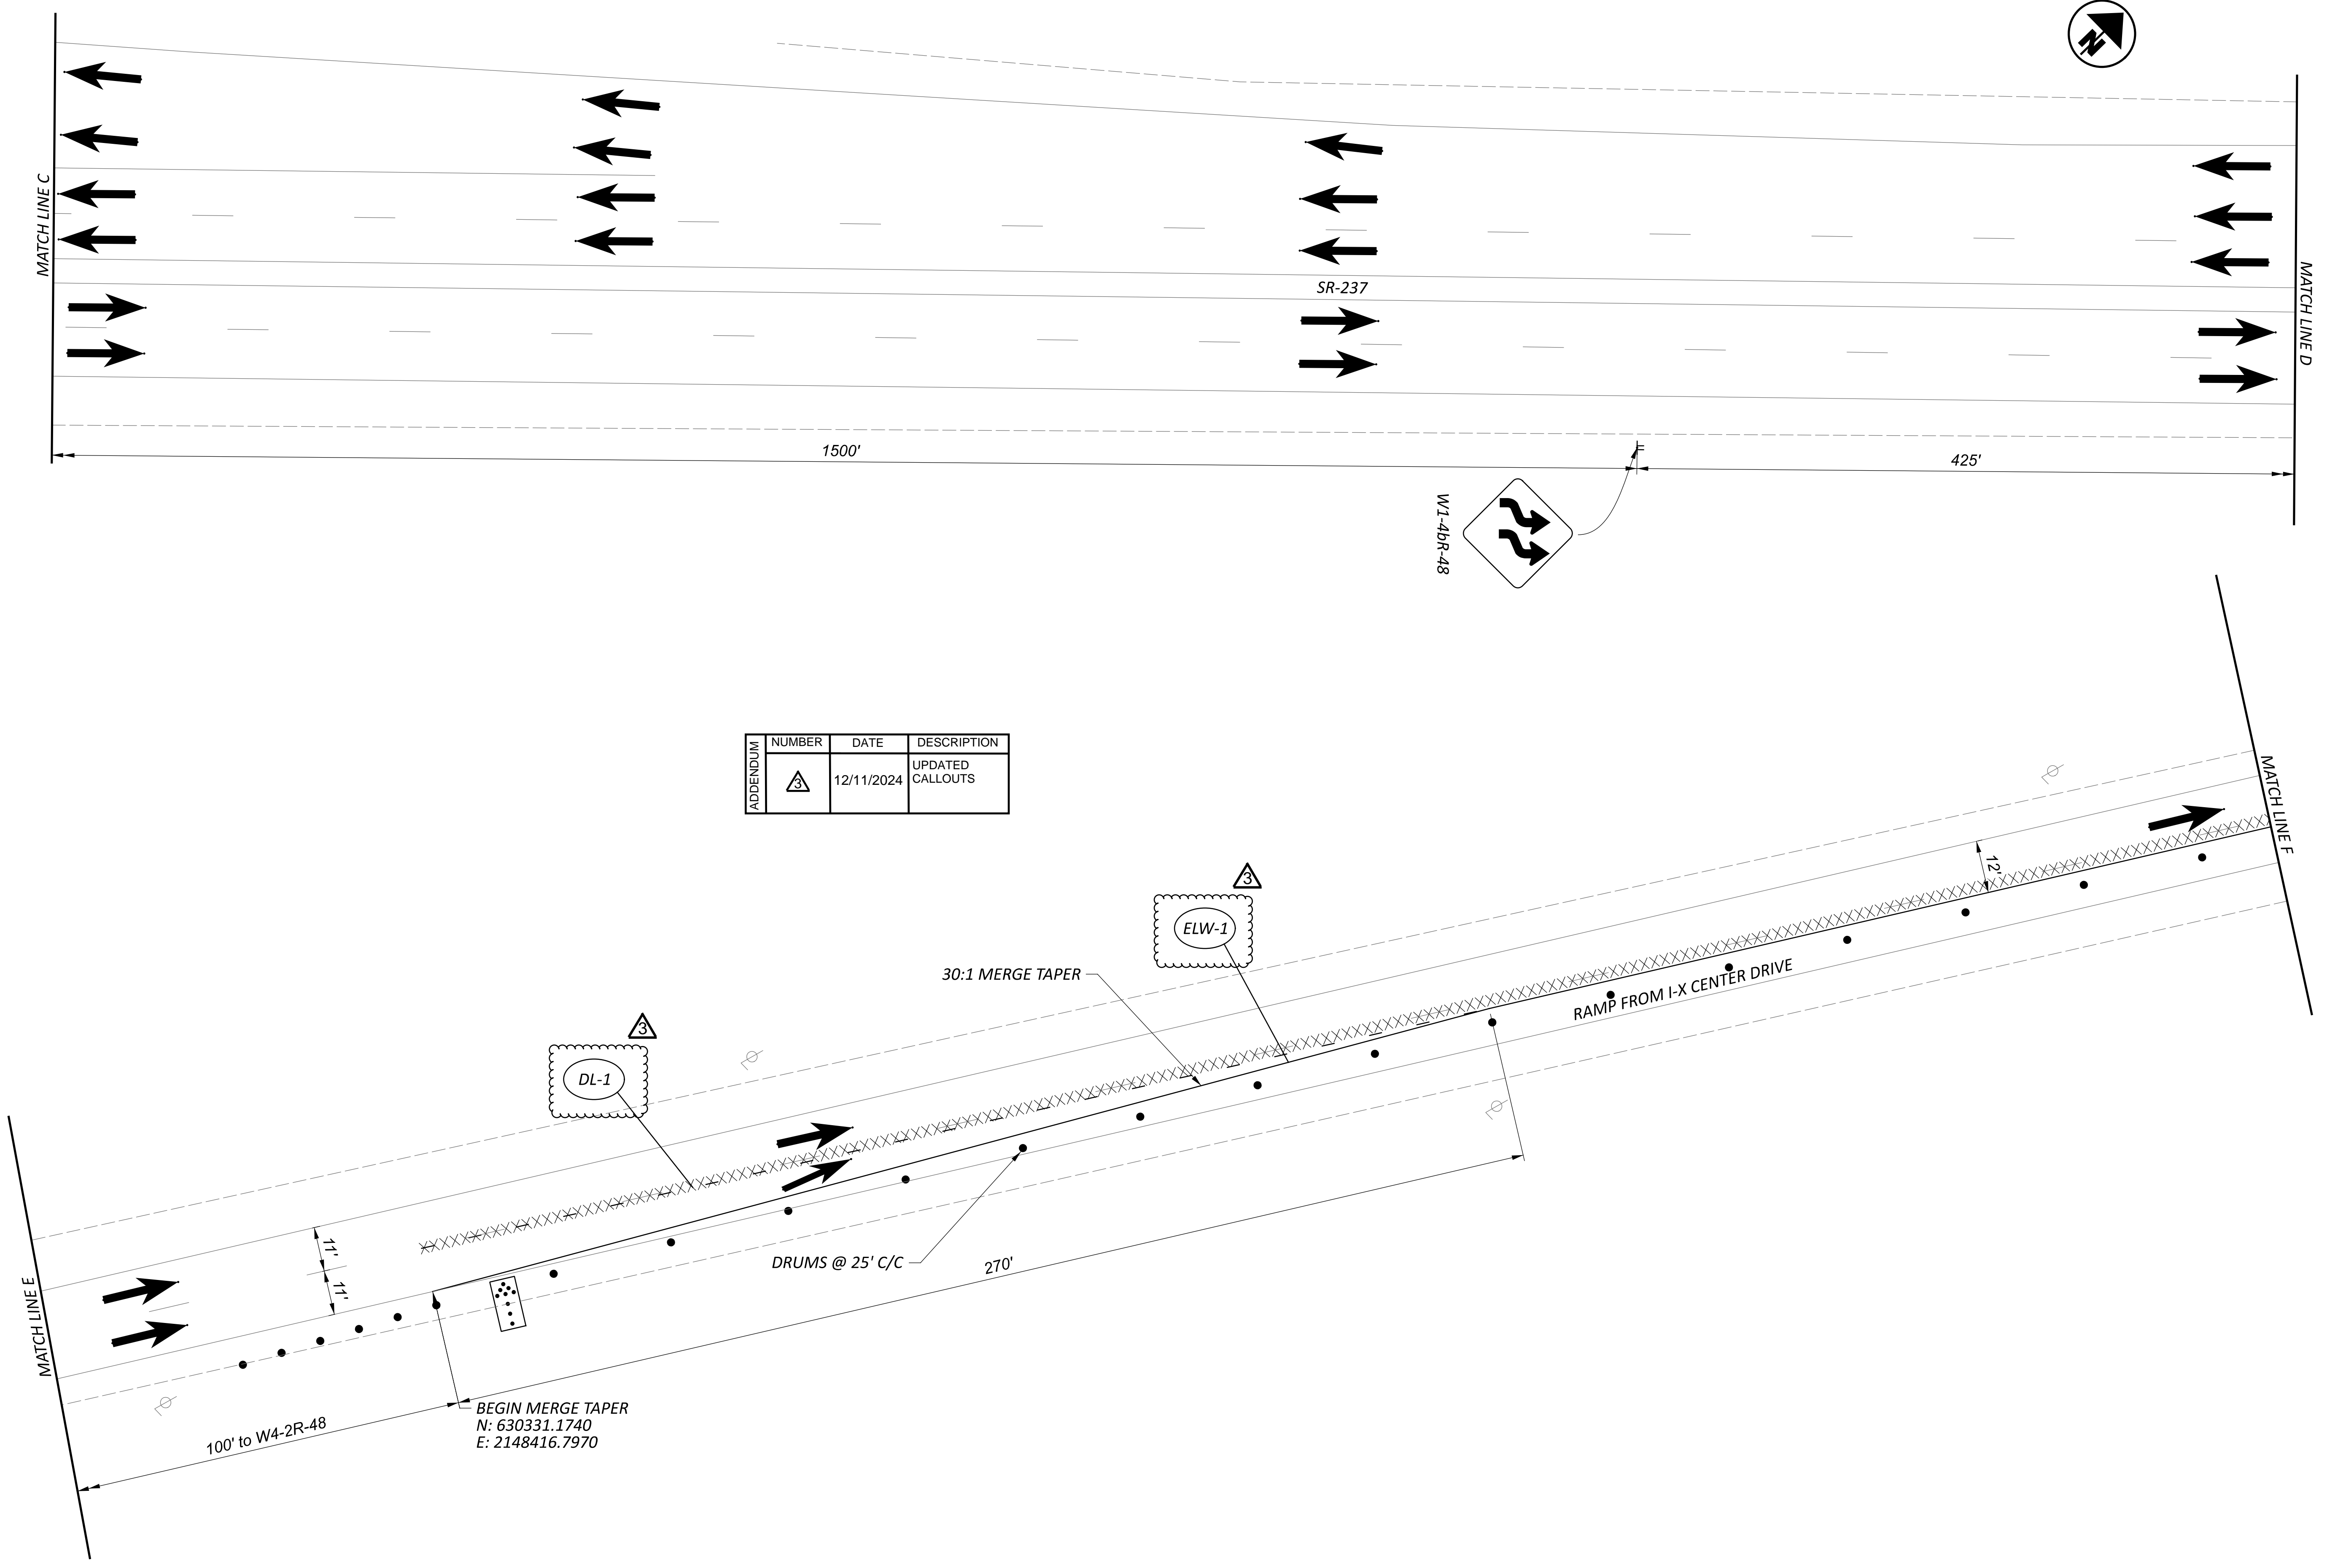 N
MATCH LINE C
SR-237
MATCH LINE D
1500'
425'
W1-4bR-48
ADDENDUM
NUMBER DATE DESCRIPTION
3 12/11/2024 UPDATED
CALLOUTS
MATCH LINE F
12'
3
ELW-1
30:1 MERGE TAPER
RAMP FROM I-X CENTER DRIVE
3
DL-1
DRUMS @ 25' C/C
270'
11'
11'
MATCH LINE E
BEGIN MERGE TAPER
N: 630331.1740
E: 2148416.7970
100' to W4-2R-48